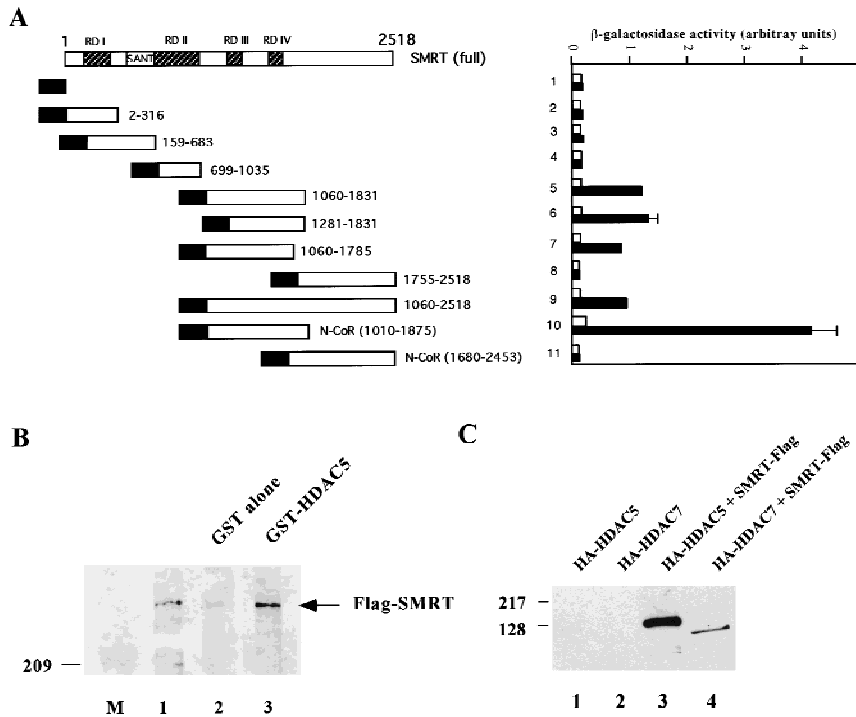 A
β-galactosidase activity (arbitray units)
0 1 2 3 4
1 RD I RD II RD III RD IV 2518
SANT
SMRT (full)
2-316
159-683
699-1035
1060-1831
1281-1831
1060-1785
1755-2518
1060-2518
N-CoR (1010-1875)
N-CoR (1680-2453)
1
2
3
4
5
6
7
8
9
10
11
B
GST alone
GST-HDAC5
Flag-SMRT
209
M 1 2 3
C
HA-HDAC5
HA-HDAC7
HA-HDAC5 + SMRT-Flag
HA-HDAC7 + SMRT-Flag
217
128
1 2 3 4